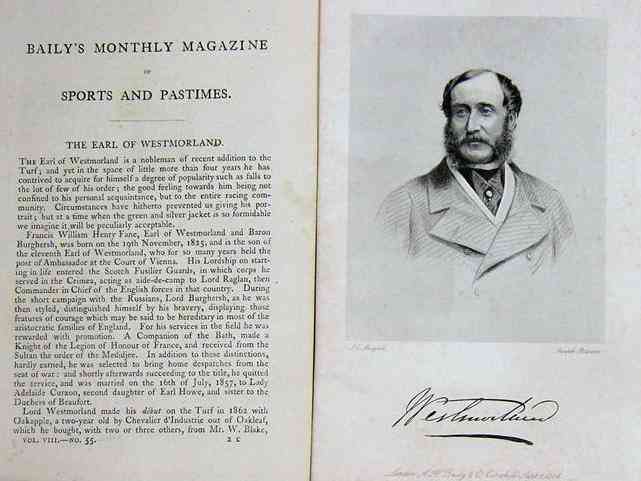 BAILY'S MONTHLY MAGAZINE
OF
SPORTS AND PASTIMES.
THE EARL OF WESTMORLAND.
THE Earl of Westmorland is a nobleman of recent addition to the
Turf; and yet in the space of little more than four years he has
contrived to acquire for himself a degree of popularity such as falls to
the lot of few of his order; the good feeling towards him being not
confined to his personal acquaintance, but to the entire racing com-
munity. Circumstances have hitherto prevented us giving his por-
trait; but at a time when the green and silver jacket is so formidable
we imagine it will be peculiarly acceptable.
Francis William Henry Fane, Earl of Westmorland and Baron
Burghersh, was born on the 19th November, 1825, and is the son of
the eleventh Earl of Westmorland, who for so many years held the
post of Ambassador at the Court of Vienna. His Lordship on start-
ing in life entered the Scotch Fusilier Guards, in which corps he
served in the Crimea, acting as aide-de-camp to Lord Raglan, then
Commander in Chief of the English forces in that country. During
the short campaign with the Russians, Lord Burghersh, as he was
then styled, distinguished himself by his bravery, displaying those
features of courage which may be said to be hereditary in most of the
aristocratic families of England. For his services in the field he was
rewarded with promotion. A Companion of the Bath, made a
Knight of the Legion of Honour of France, and received from the
Sultan the order of the Medidjee. In addition to these distinctions,
hardly earned, he was selected to bring home despatches from the
seat of war: and shortly afterwards succeeding to the title, he quitted
the service, and was married on the 16th of July, 1857, to Lady
Adelaide Curzon, second daughter of Earl Howe, and sister to the
Duchess of Beaufort.
Lord Westmorland made his début on the Turf in 1862 with
Oakapple, a two-year old by Chevalier d'Industrie out of Oakleaf,
which he bought, with two or three others, from Mr. W. Blake,
VOL. VIII.—NO. 55. 2 C
Westmorland